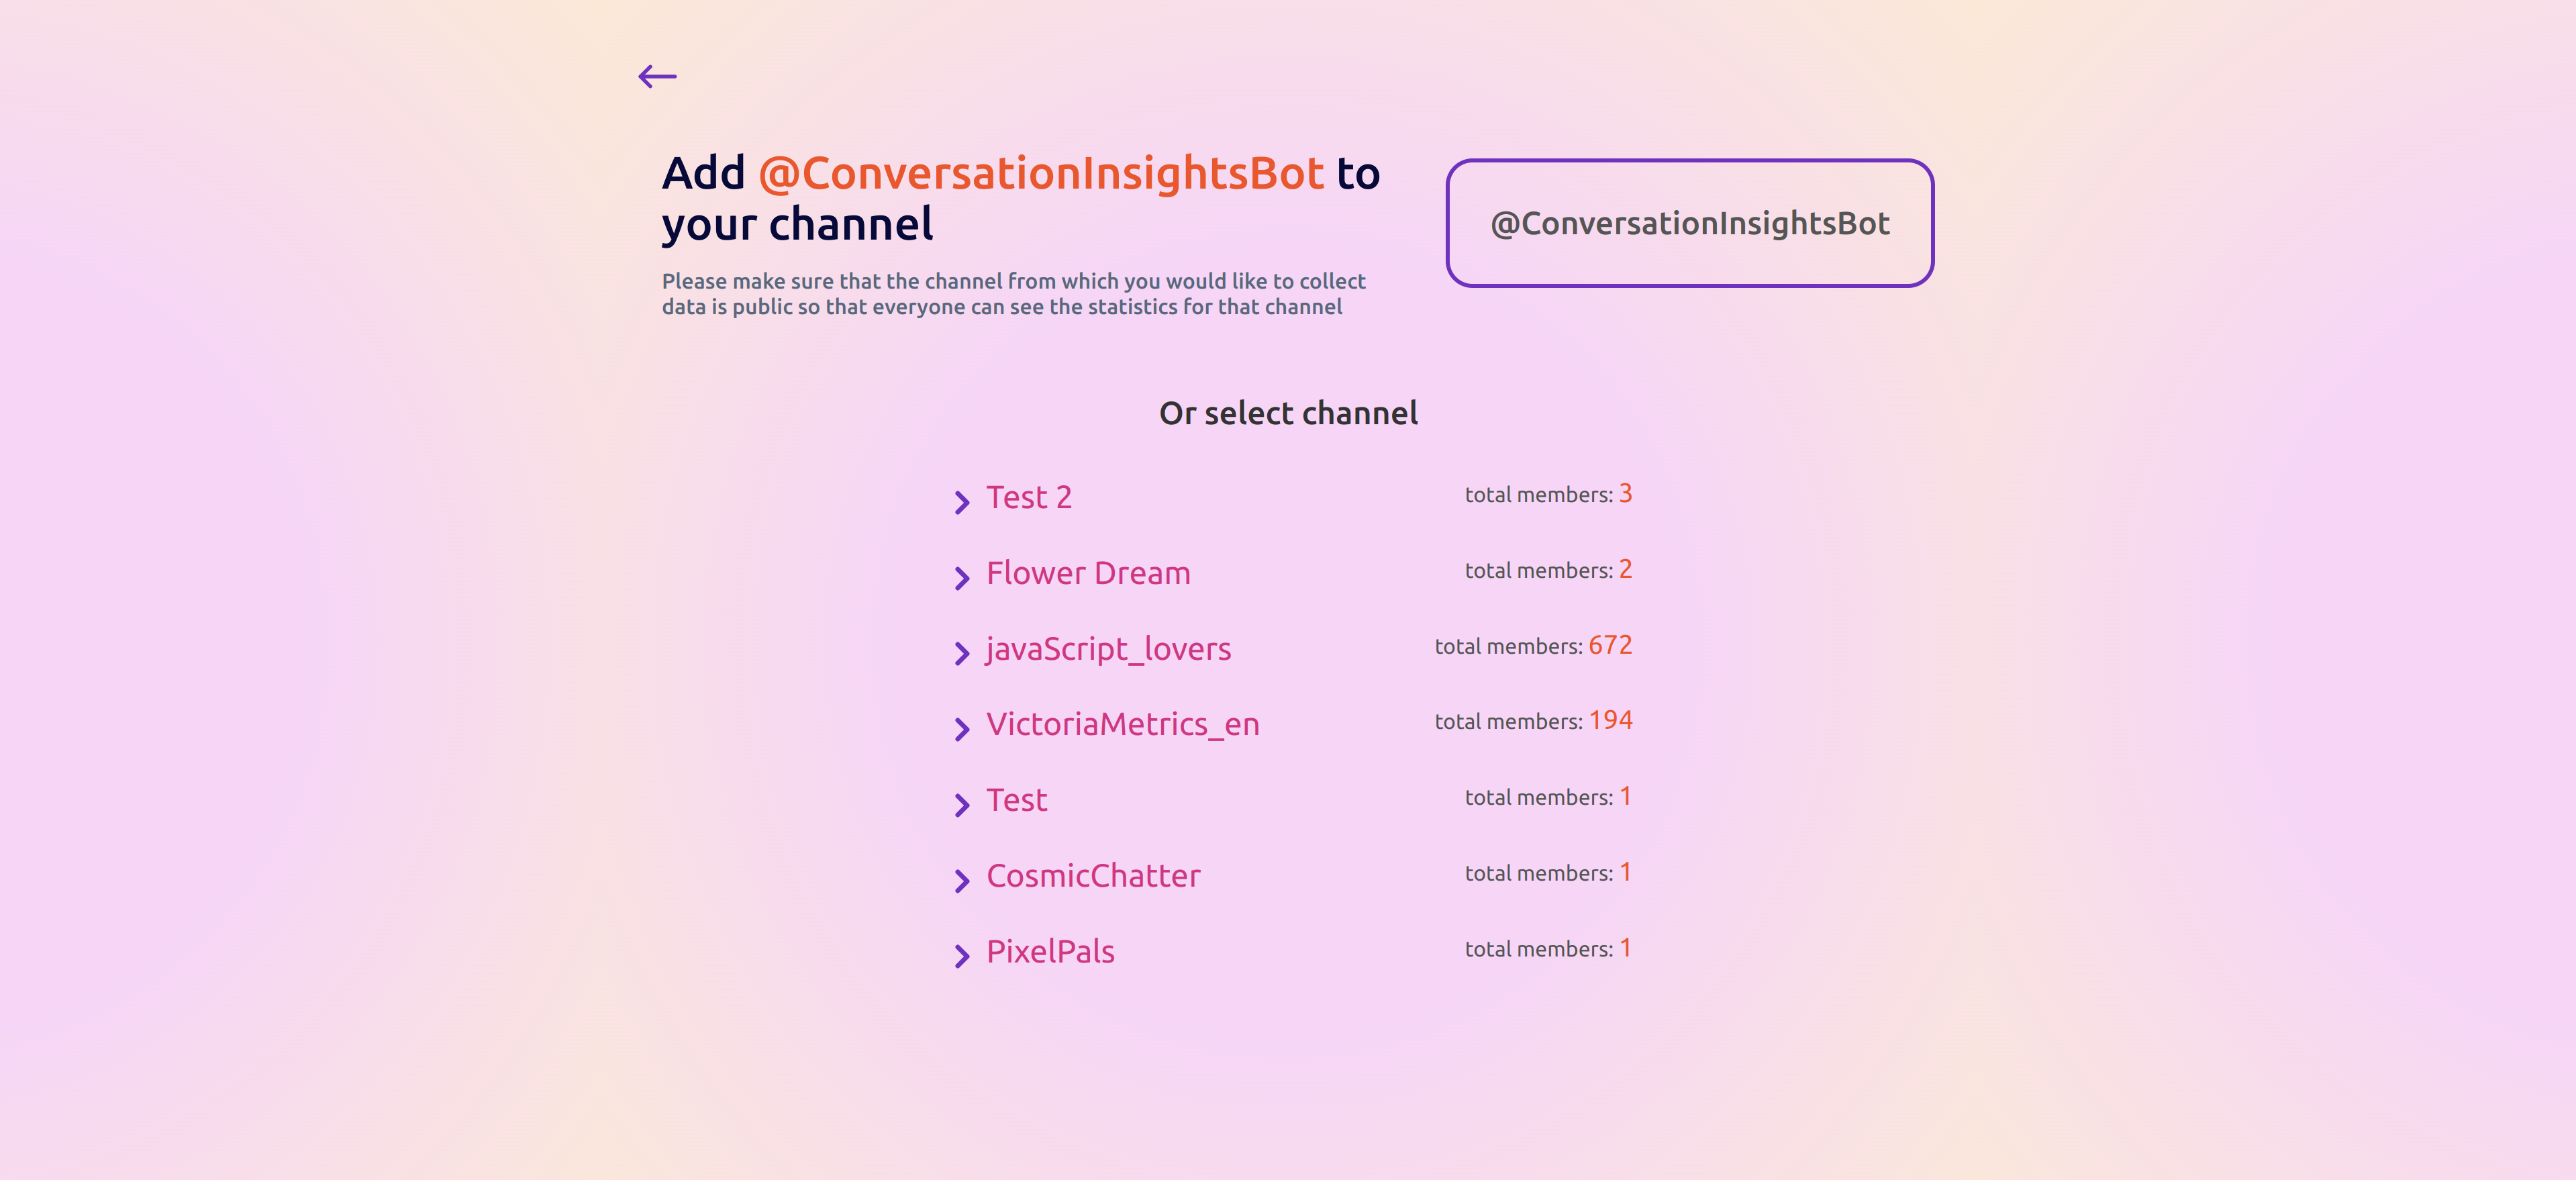 Add @ConversationInsightsBot to
your channel
@ConversationInsightsBot
Please make sure that the channel from which you would like to collect
data is public so that everyone can see the statistics for that channel
Or select channel
Test 2 total members: 3
Flower Dream total members: 2
javaScript_lovers total members: 672
VictoriaMetrics_en total members: 194
Test total members: 1
CosmicChatter total members: 1
PixelPals total members: 1